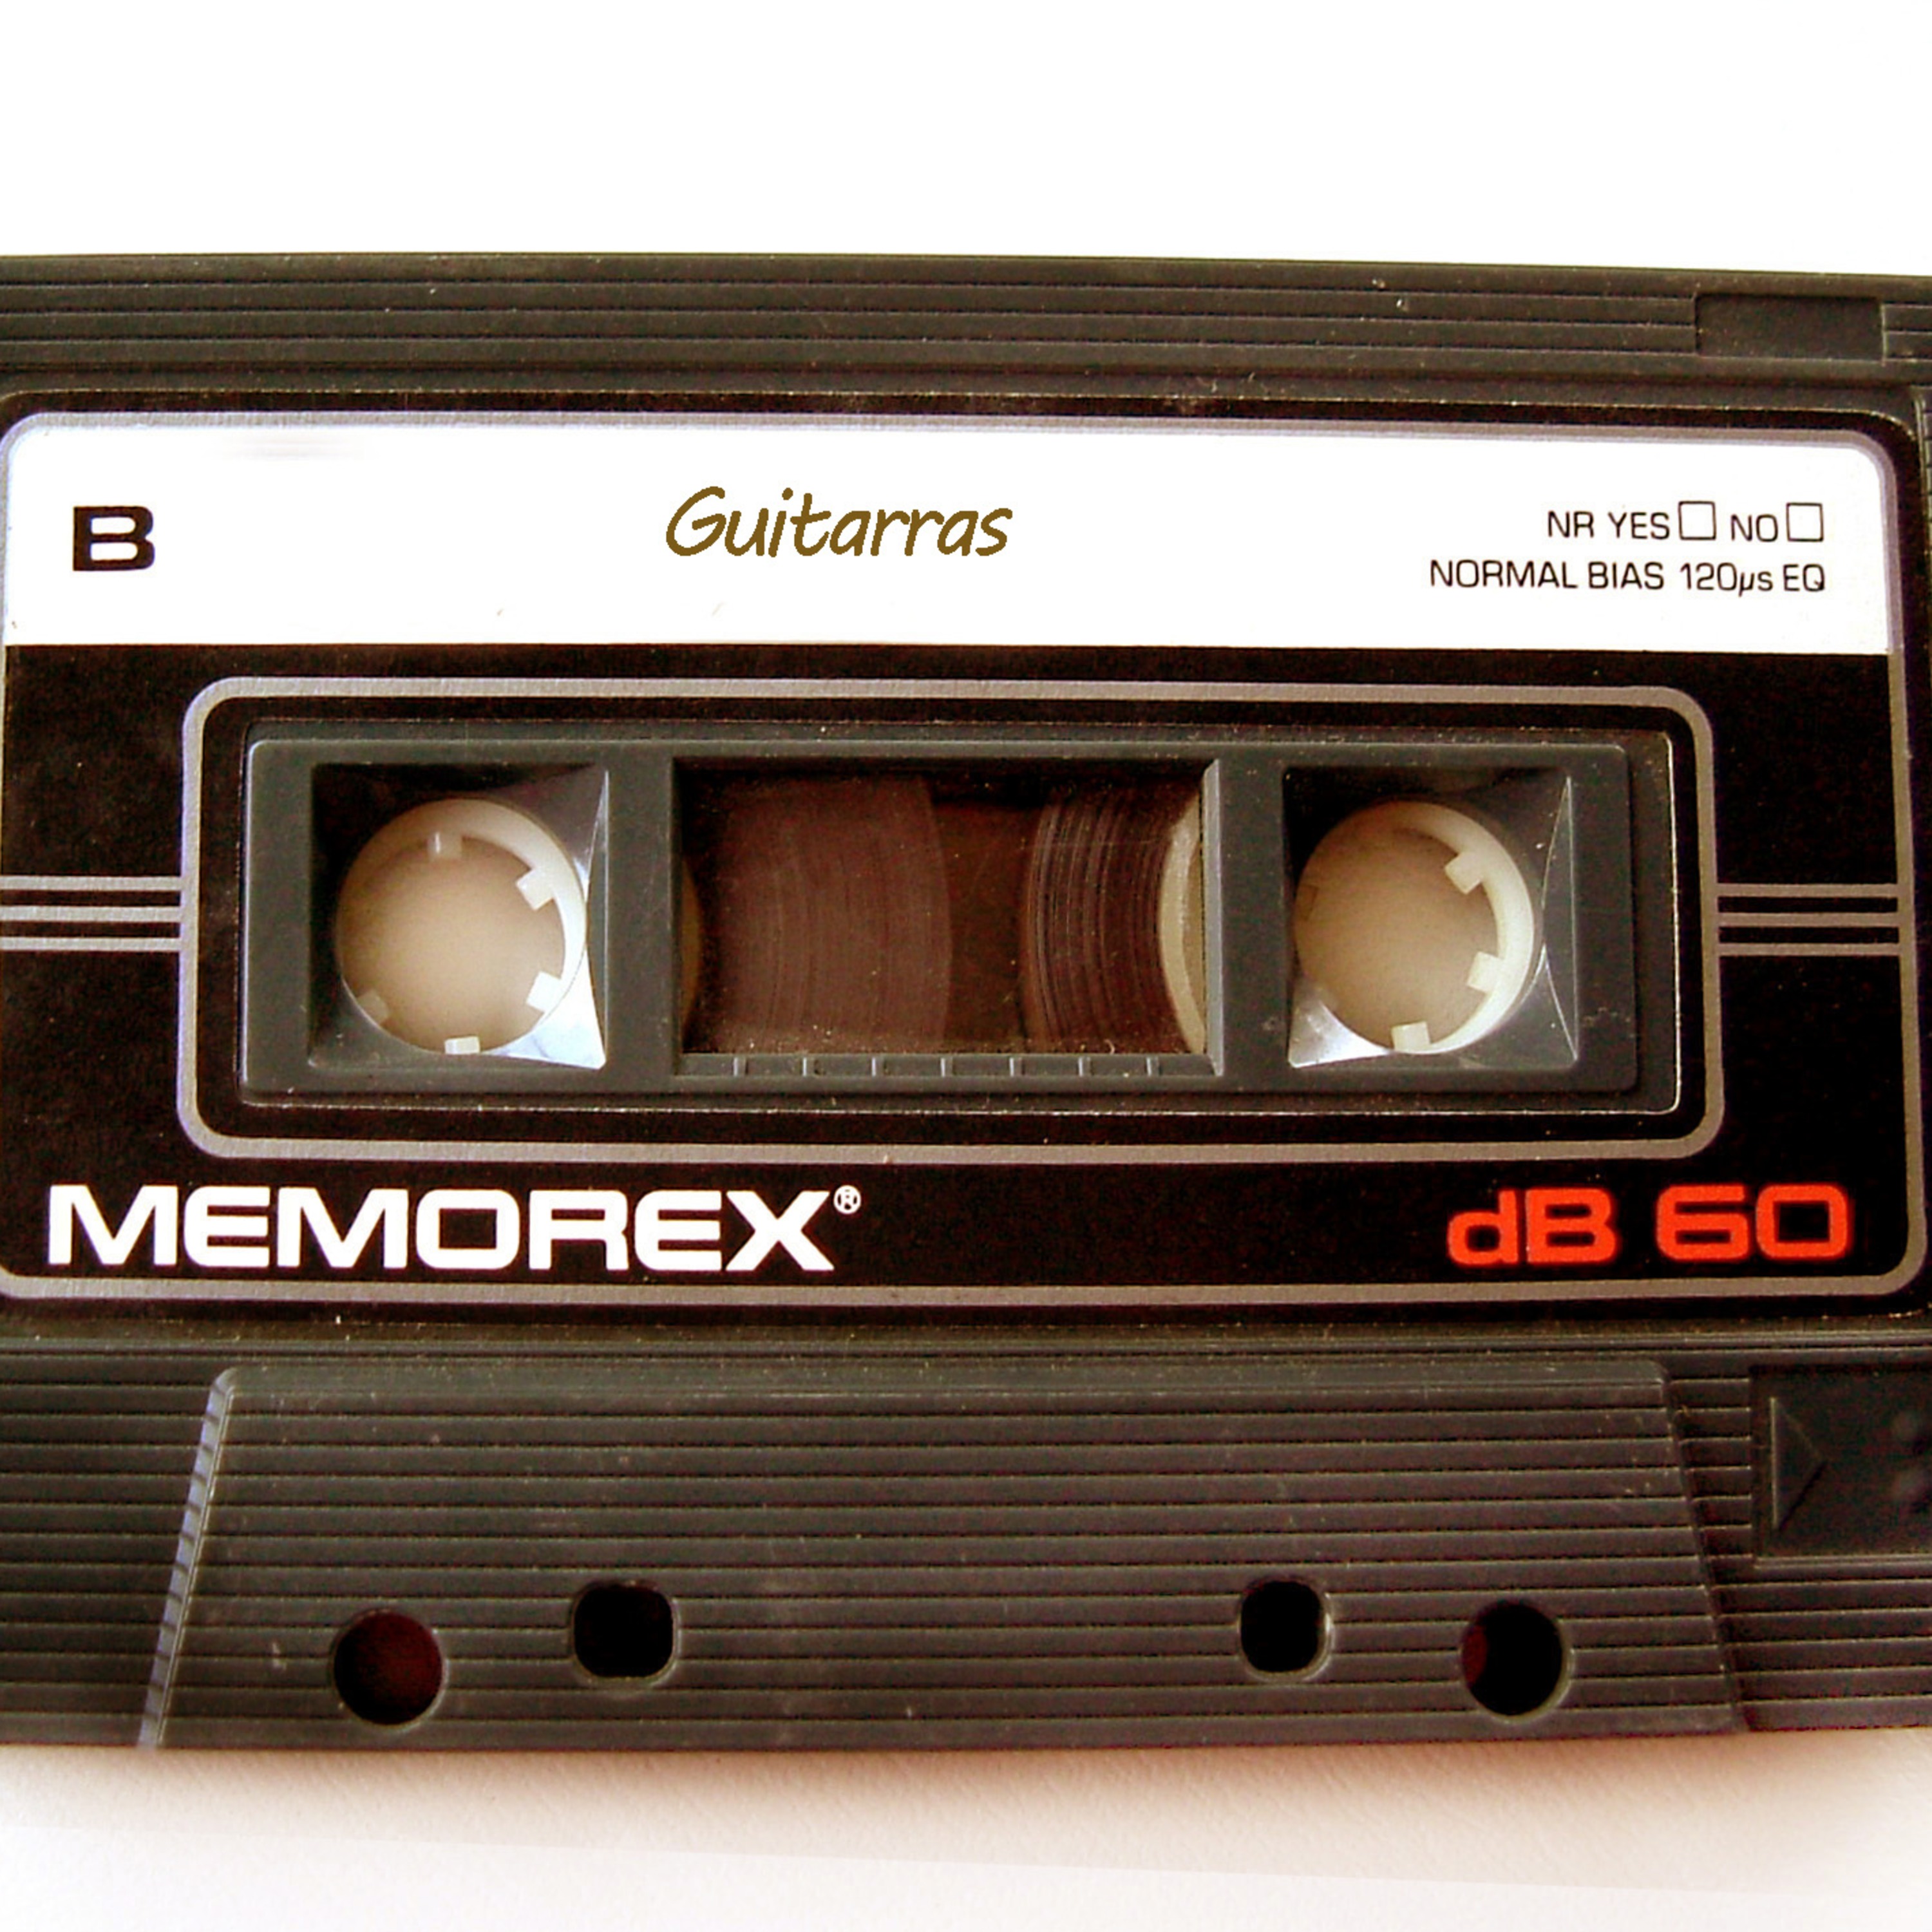 B
Guitarras
NR YES☐ NO☐
NORMAL BIAS 120µs EQ
MEMOREX®
dB 60